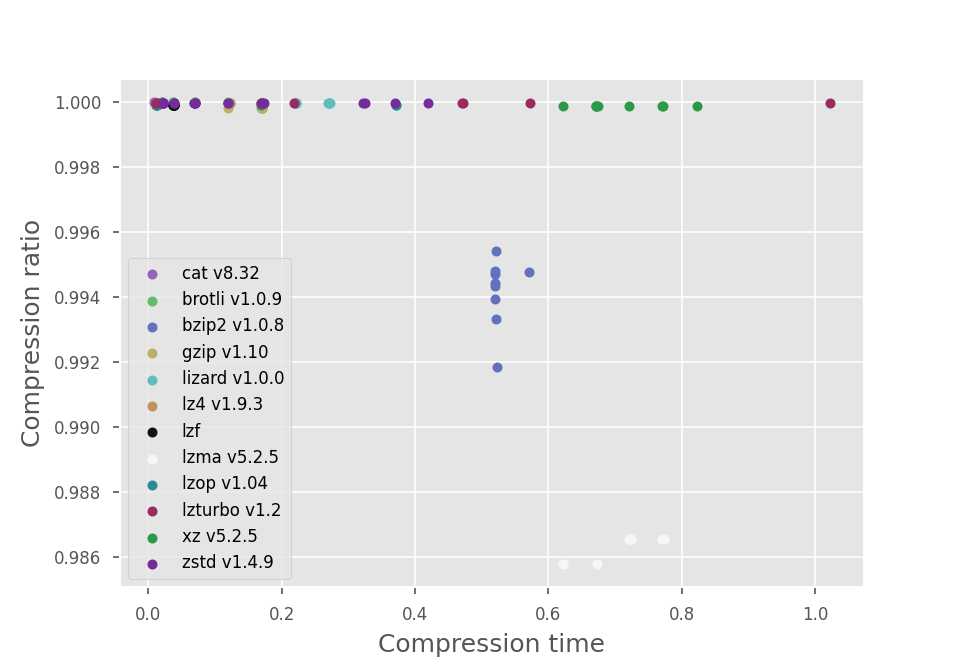 1.000
0.998
0.996
0.994
0.992
0.990
0.988
0.986
Compression ratio
cat v8.32
brotli v1.0.9
bzip2 v1.0.8
gzip v1.10
lizard v1.0.0
lz4 v1.9.3
lzf
lzma v5.2.5
lzop v1.04
lzturbo v1.2
xz v5.2.5
zstd v1.4.9
0.0 0.2 0.4 0.6 0.8 1.0
Compression time